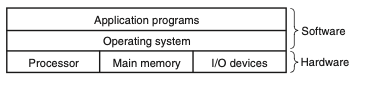 Application programs
Software
Operating system
Processor Main memory I/O devices Hardware